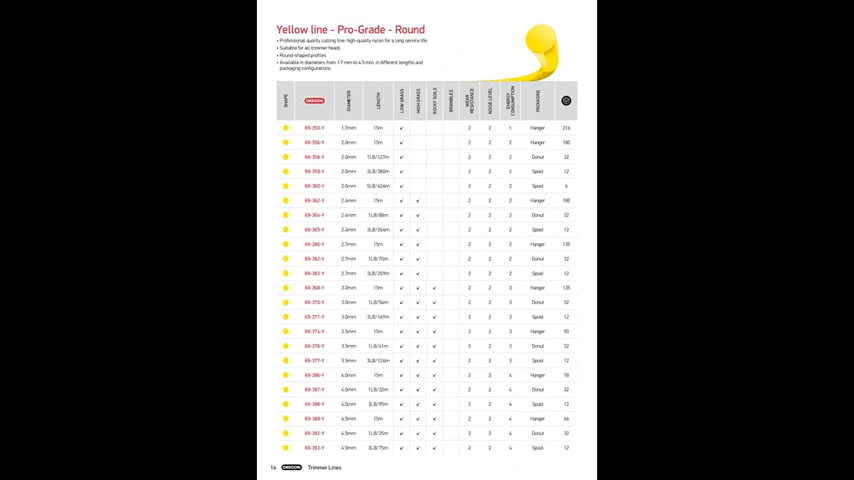 Yellow line - Pro-Grade - Round
• Professional quality cutting line: high-quality nylon for a long service life
• Suitable for all trimmer heads
• Round-shaped profiles
• Available in diameters from 1.7 mm to 4.5 mm, in different lengths and
packaging configurations
SHAPE OREGON DIAMETER LENGTH LOW GRASS HIGH GRASS ROCKY SOILS BRAMBLES WEAR RESISTANCE NOISE LEVEL ENERGY CONSUMPTION PACKAGING
69-350-Y 1.7mm 15m ✓ 2 2 1 Hanger 216
69-356-Y 2.0mm 15m ✓ 2 2 2 Hanger 180
69-358-Y 2.0mm 1LB/127m ✓ 2 2 2 Donut 32
69-359-Y 2.0mm 3LB/380m ✓ 2 2 2 Spool 12
69-360-Y 2.0mm 5LB/626m ✓ 2 2 2 Spool 6
69-362-Y 2.4mm 15m ✓ ✓ 2 2 2 Hanger 180
69-364-Y 2.4mm 1LB/88m ✓ ✓ 2 2 2 Donut 32
69-365-Y 2.4mm 3LB/264m ✓ ✓ 2 2 2 Spool 12
69-380-Y 2.7mm 15m ✓ ✓ 2 2 2 Hanger 135
69-382-Y 2.7mm 1LB/70m ✓ ✓ 2 2 2 Donut 32
69-383-Y 2.7mm 3LB/209m ✓ ✓ 2 2 2 Spool 12
69-368-Y 3.0mm 15m ✓ ✓ ✓ 2 2 3 Hanger 135
69-370-Y 3.0mm 1LB/56m ✓ ✓ ✓ 2 2 3 Donut 32
69-371-Y 3.0mm 3LB/169m ✓ ✓ ✓ 2 2 3 Spool 12
69-374-Y 3.5mm 15m ✓ ✓ ✓ 2 2 3 Hanger 90
69-376-Y 3.5mm 1LB/41m ✓ ✓ ✓ 2 2 3 Donut 32
69-377-Y 3.5mm 3LB/124m ✓ ✓ ✓ 2 2 3 Spool 12
69-386-Y 4.0mm 15m ✓ ✓ ✓ 2 2 4 Hanger 78
69-387-Y 4.0mm 1LB/32m ✓ ✓ ✓ 2 2 4 Donut 32
69-388-Y 4.0mm 3LB/95m ✓ ✓ ✓ 2 2 4 Spool 12
69-389-Y 4.5mm 15m ✓ ✓ ✓ 2 2 4 Hanger 66
69-392-Y 4.5mm 1LB/25m ✓ ✓ ✓ 2 2 4 Donut 32
69-393-Y 4.5mm 3LB/75m ✓ ✓ ✓ 2 2 4 Spool 12
14 OREGON Trimmer Lines